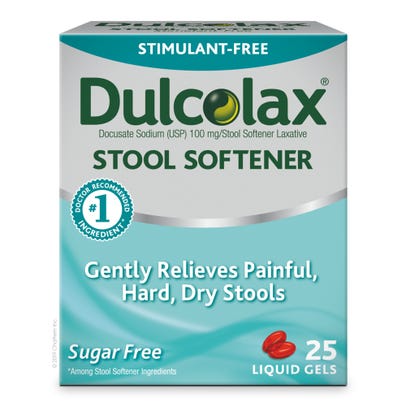 STIMULANT-FREE
Dulcolax®
Docusate Sodium (USP) 100 mg/Stool Softener Laxative
STOOL SOFTENER
DOCTOR RECOMMENDED
#1
INGREDIENT*
Gently Relieves Painful,
Hard, Dry Stools
Sugar Free
*Among Stool Softener Ingredients
25
LIQUID GELS